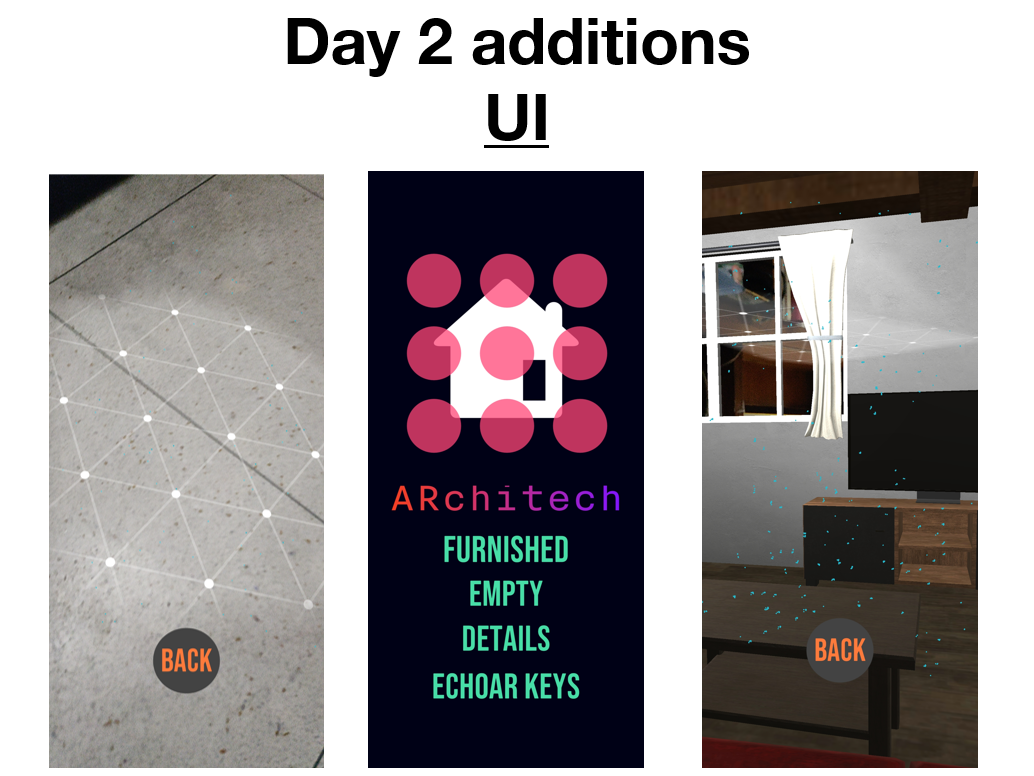 Day 2 additions
UI
ARchitech
FURNISHED
EMPTY
DETAILS
ECHOAR KEYS
BACK
BACK